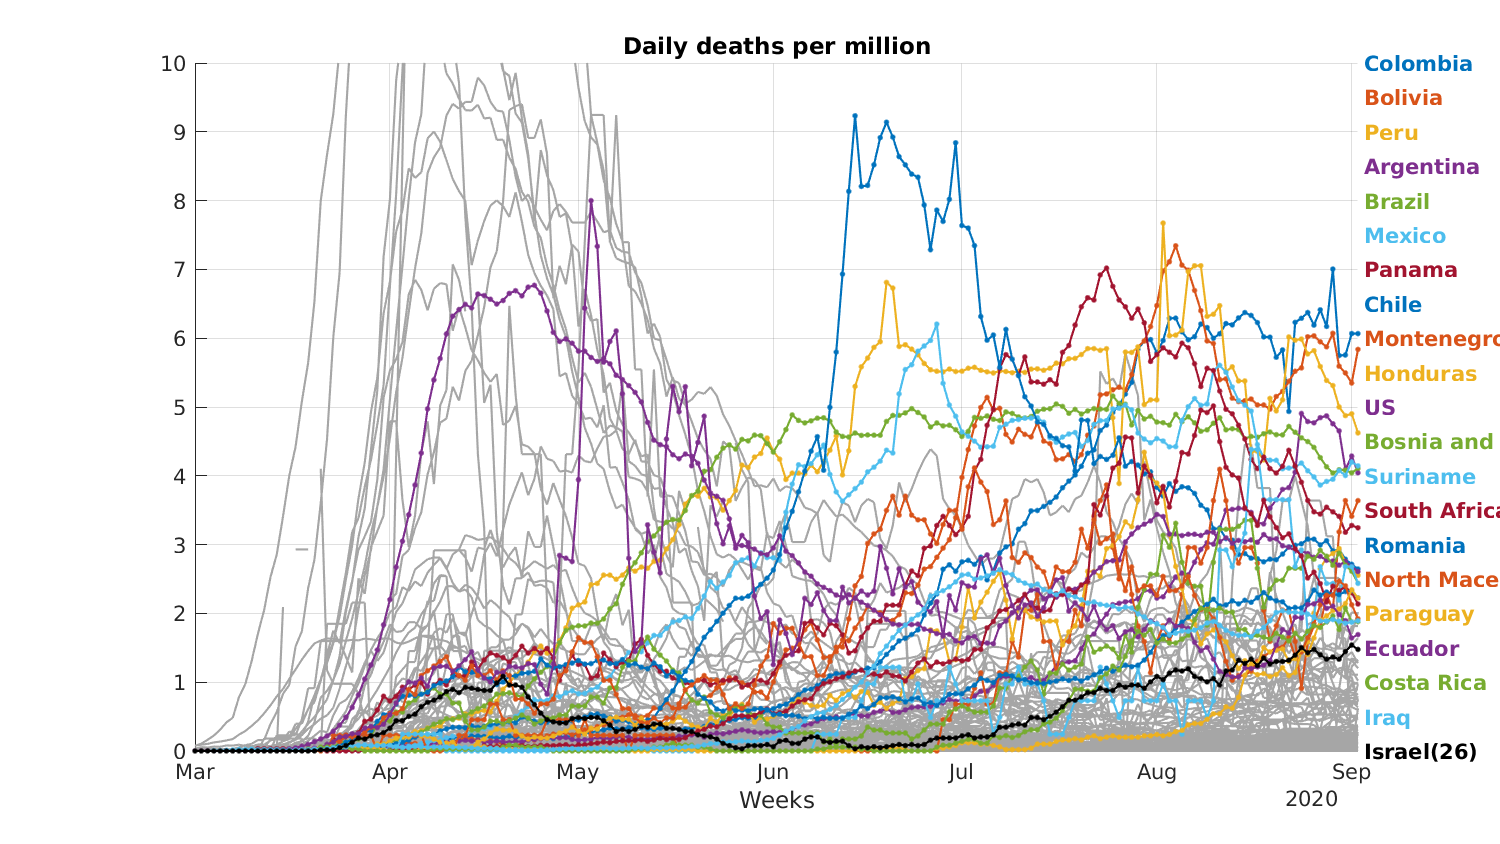 Daily deaths per million
10
9
8
7
6
5
4
3
2
1
0
Mar Apr May Jun Jul Aug Sep
Weeks
2020
Colombia
Bolivia
Peru
Argentina
Brazil
Mexico
Panama
Chile
Montenegro
Honduras
US
Bosnia and
Suriname
South Africa
Romania
North Mace
Paraguay
Ecuador
Costa Rica
Iraq
Israel(26)